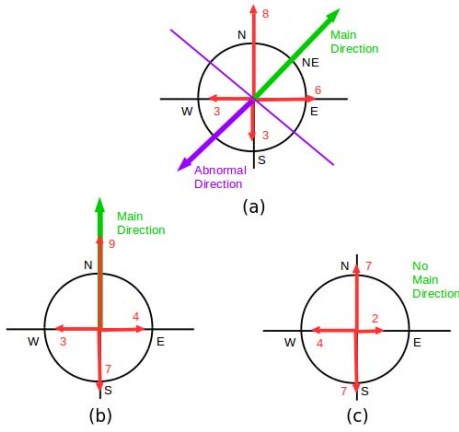 8
N
Main
Direction
NE
6
W
3
E
3
S
Abnormal
Direction
(a)
Main
Direction
9
N
4
W
3
E
7
S
(b)
N
7
No
Main
Direction
2
W
4
E
7
S
(c)